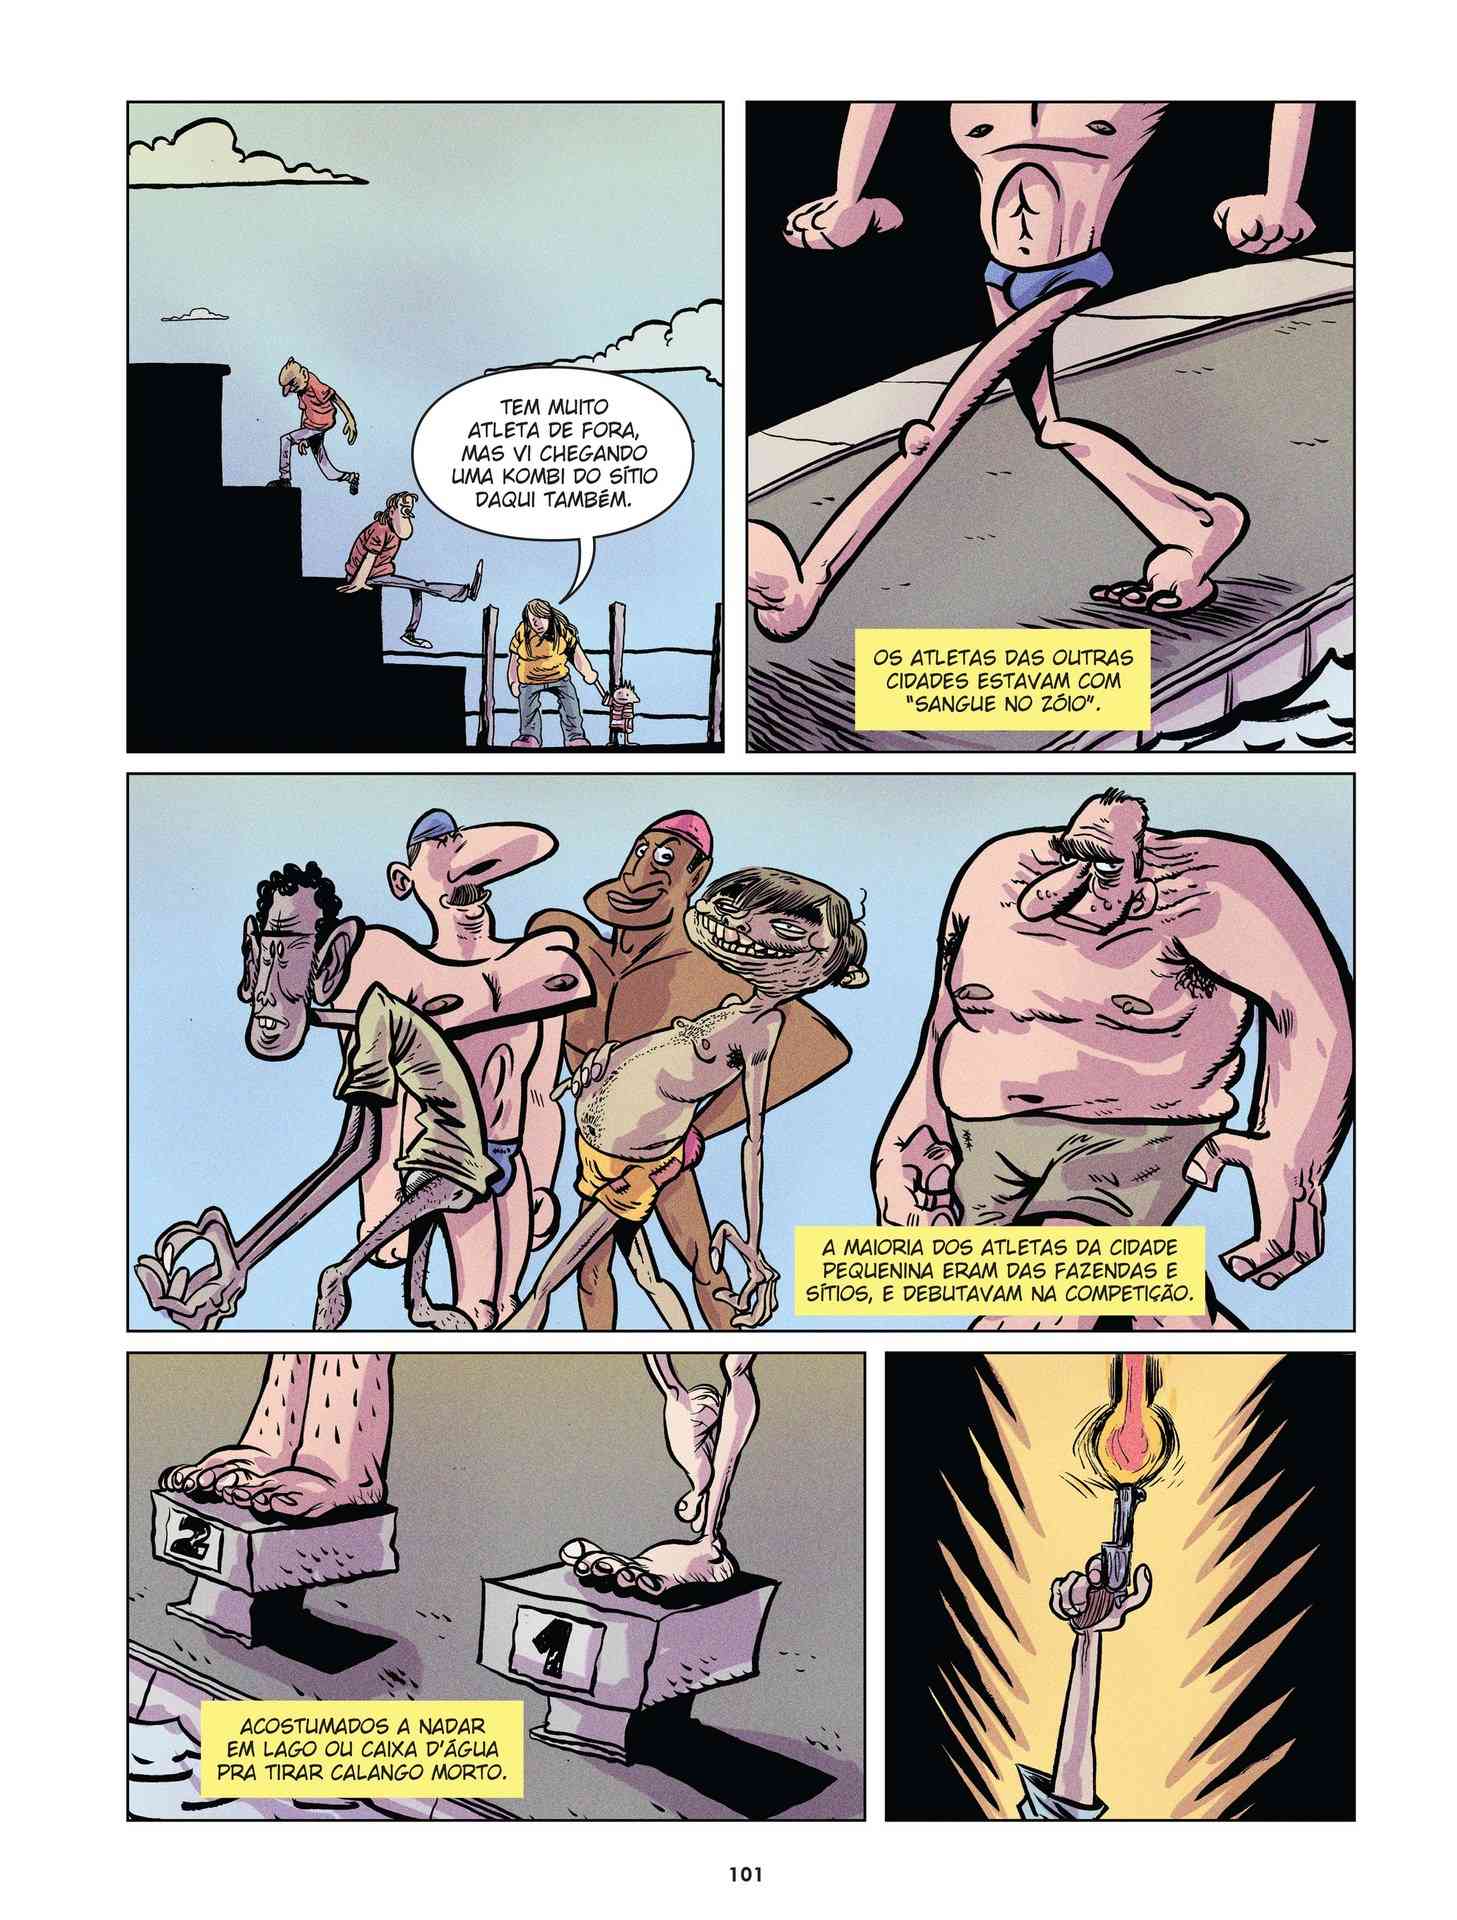 TEM MUITO
ATLETA DE FORA,
MAS VI CHEGANDO
UMA KOMBI DO SÍTIO
DAQUI TAMBÉM.
OS ATLETAS DAS OUTRAS
CIDADES ESTAVAM COM
"SANGUE NO ZÓIO".
A MAIORIA DOS ATLETAS DA CIDADE
PEQUENINA ERAM DAS FAZENDAS E
SÍTIOS, E DEBUTAVAM NA COMPETIÇÃO.
2
1
ACOSTUMADOS A NADAR
EM LAGO OU CAIXA D'ÁGUA
PRA TIRAR CALANGO MORTO.
101